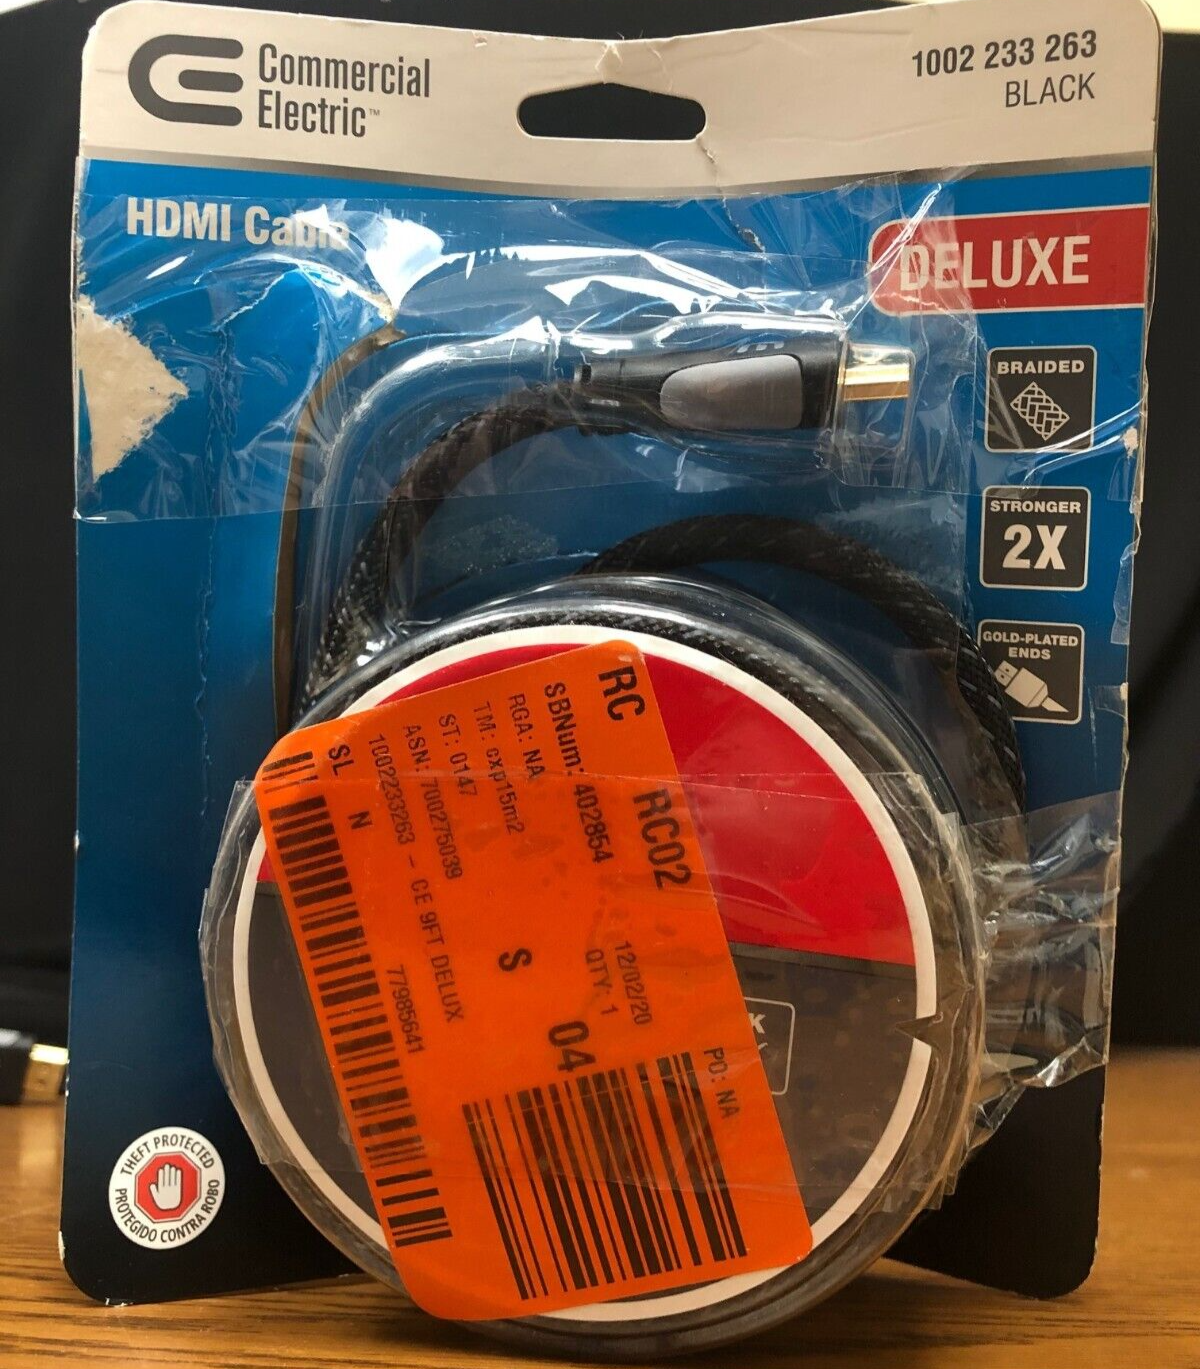 Commercial
Electric™
1002 233 263
BLACK
HDMI Cable
DELUXE
BRAIDED
STRONGER
2X
GOLD-PLATED
ENDS
RC RC02
SBNum: 402854 12/02/20 PO: NA
RGA: NA QTY: 1
TM: cxp15m2
S 04
ST: 0147
ASN: 700275039
1002233263 - CE 9FT DELUX
SL N 77985641
K
THEFT PROTECTED
PROTEGIDO CONTRA ROBO